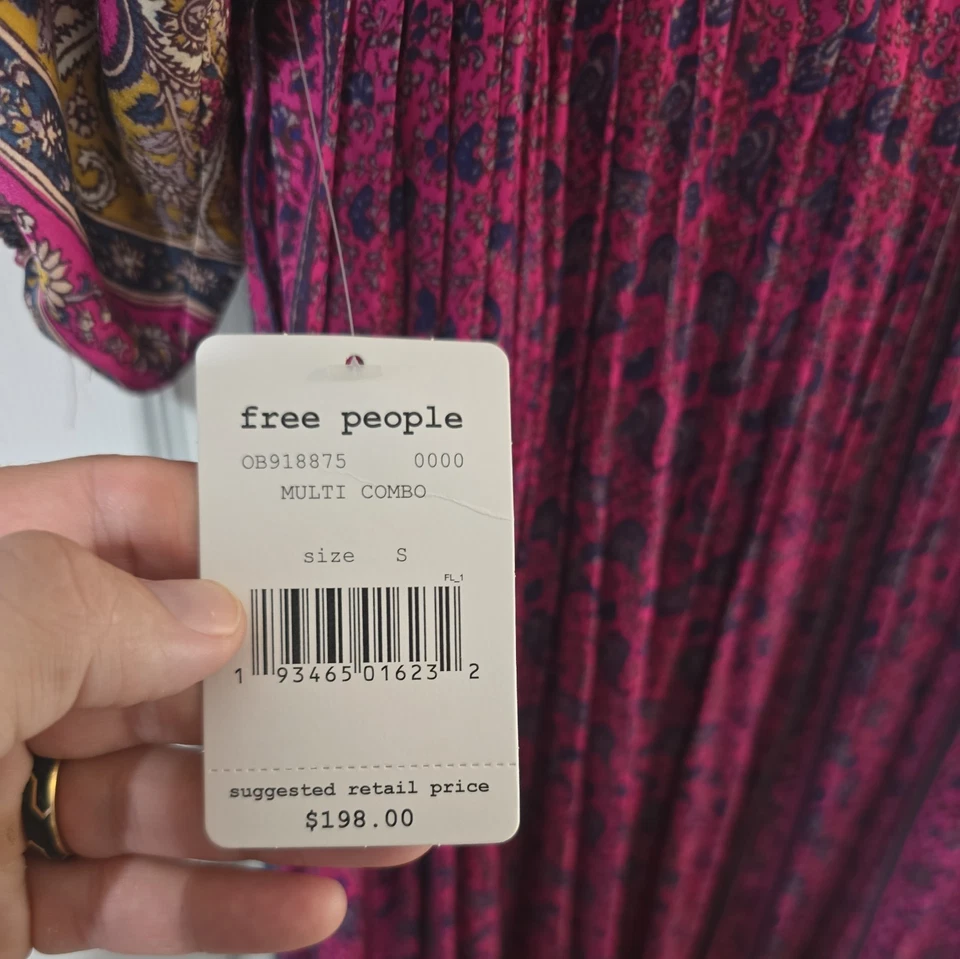 free people
OB918875 0000
MULTI COMBO
size S
FL_1
1 93465 01623 2
suggested retail price
$198.00